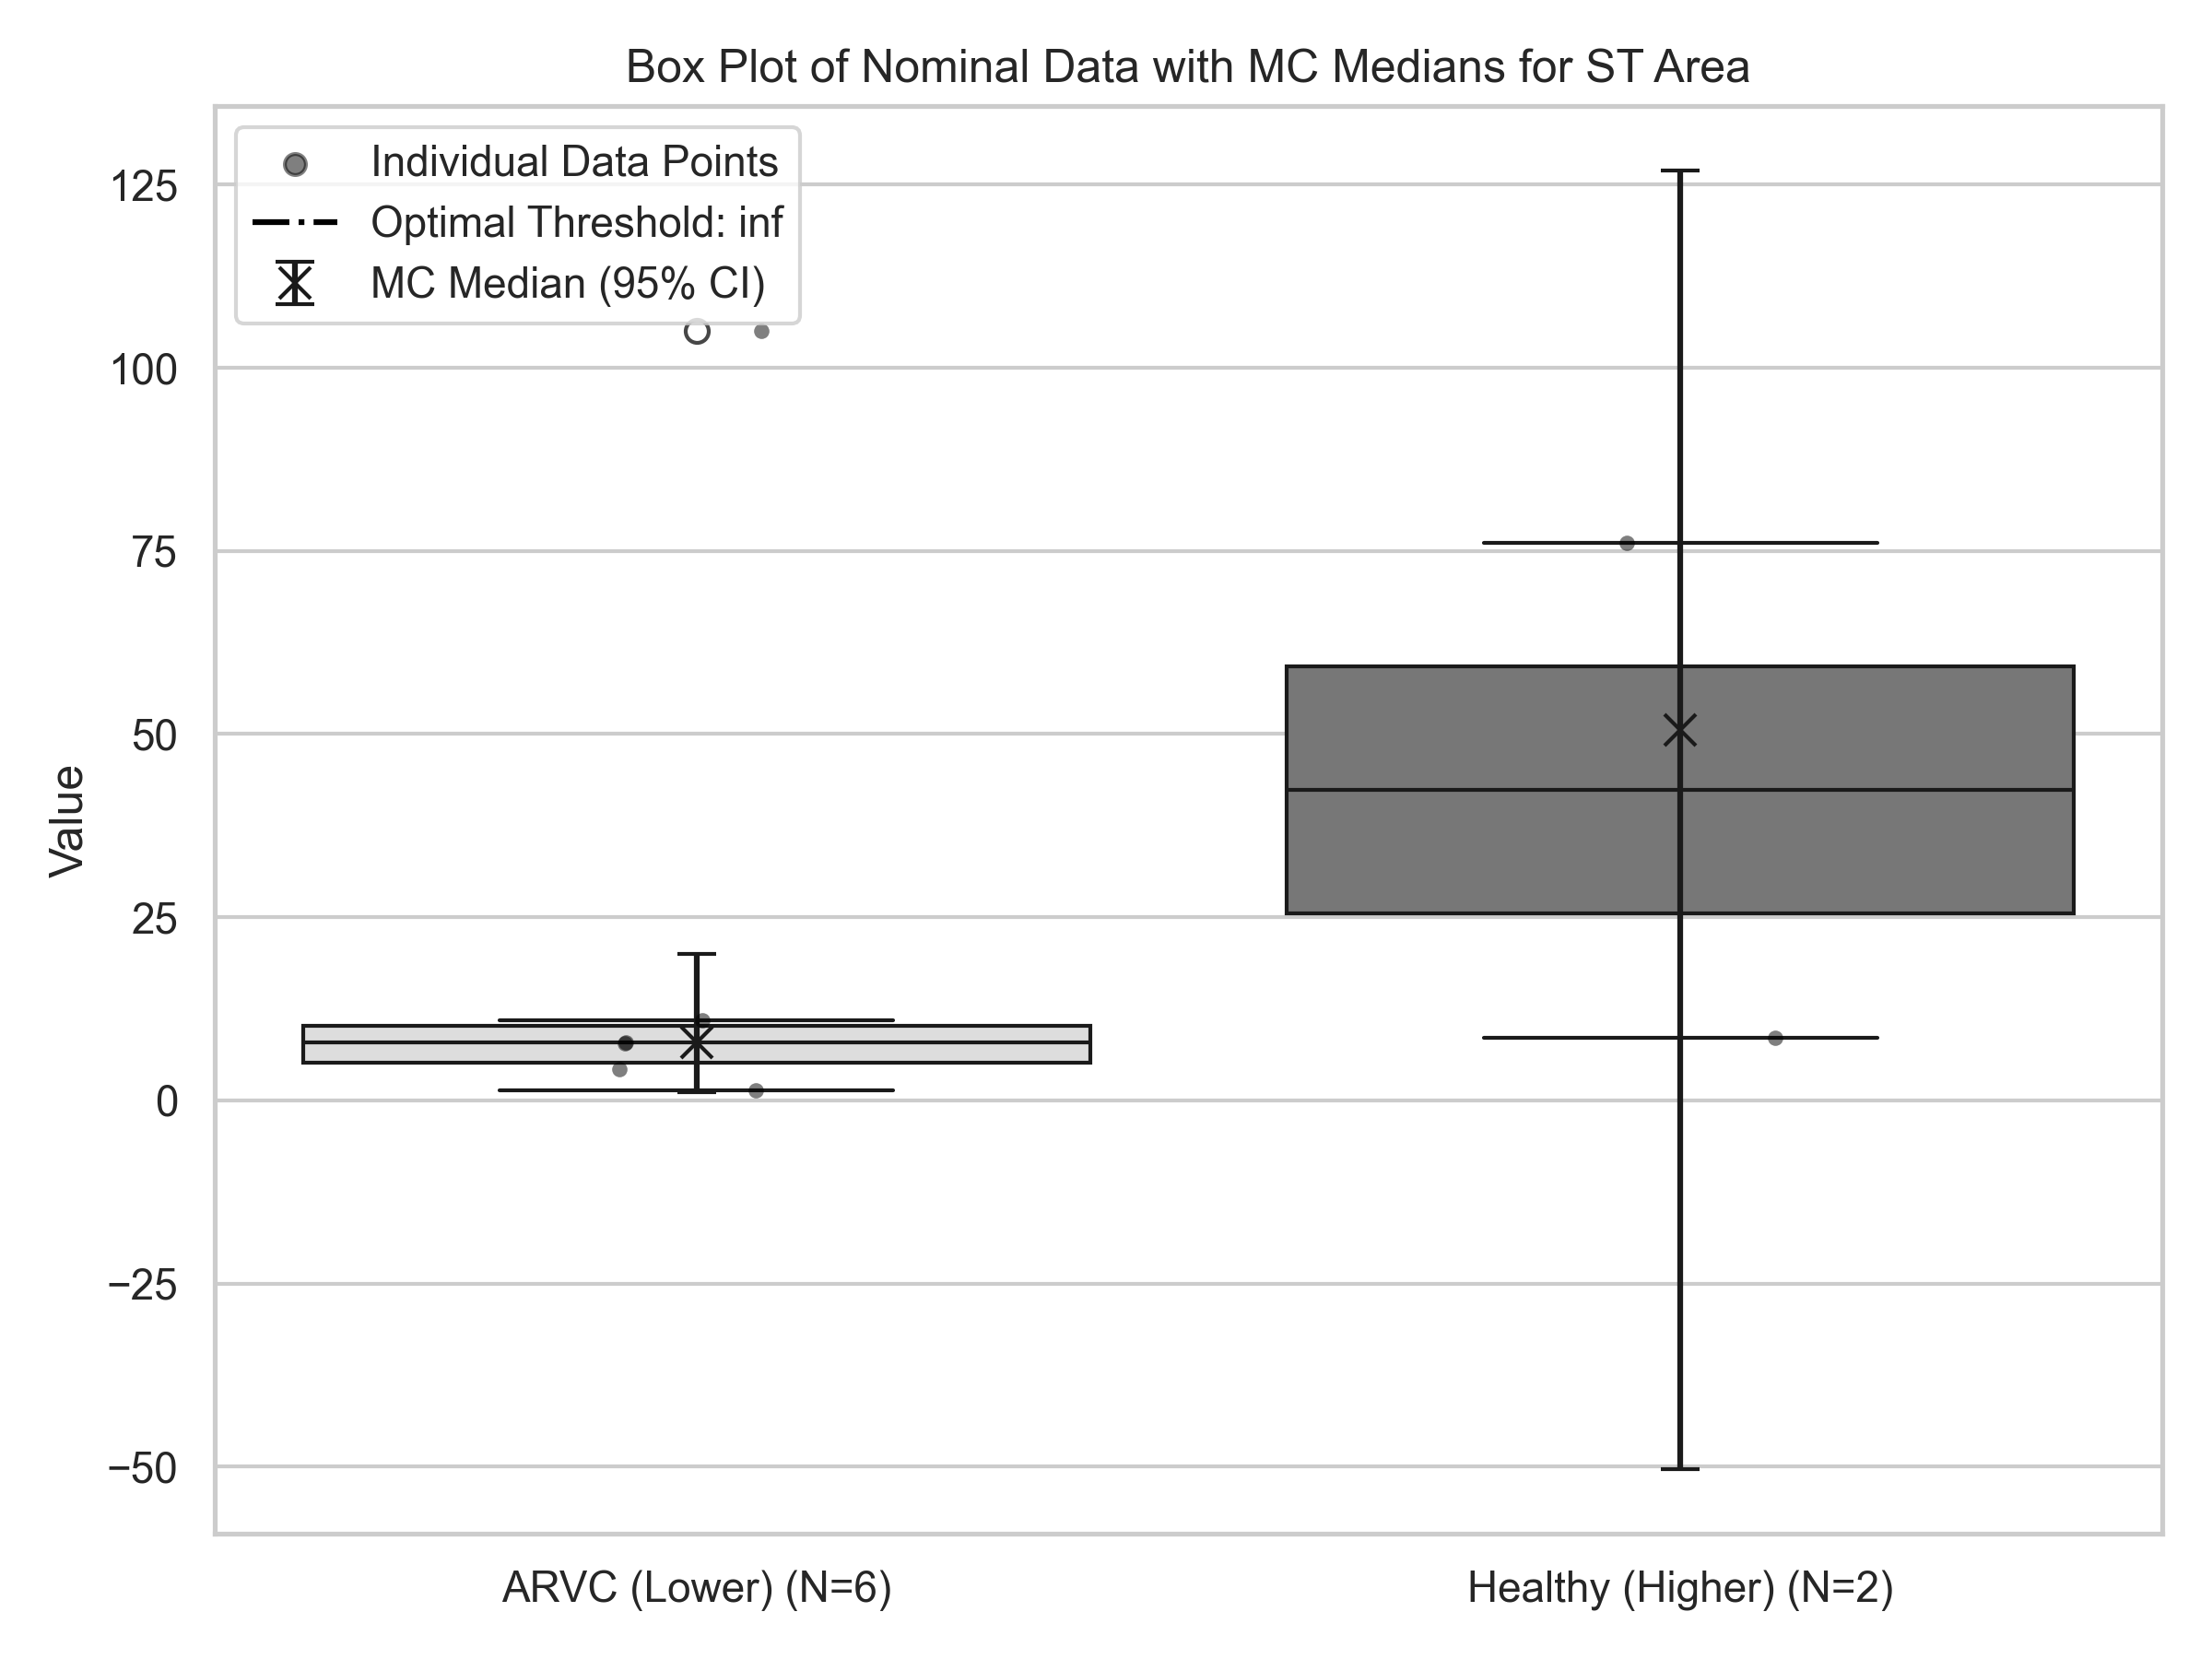 Box Plot of Nominal Data with MC Medians for ST Area
Individual Data Points
Optimal Threshold: inf
MC Median (95% CI)
125
100
75
50
25
0
−25
−50
Value
ARVC (Lower) (N=6)
Healthy (Higher) (N=2)